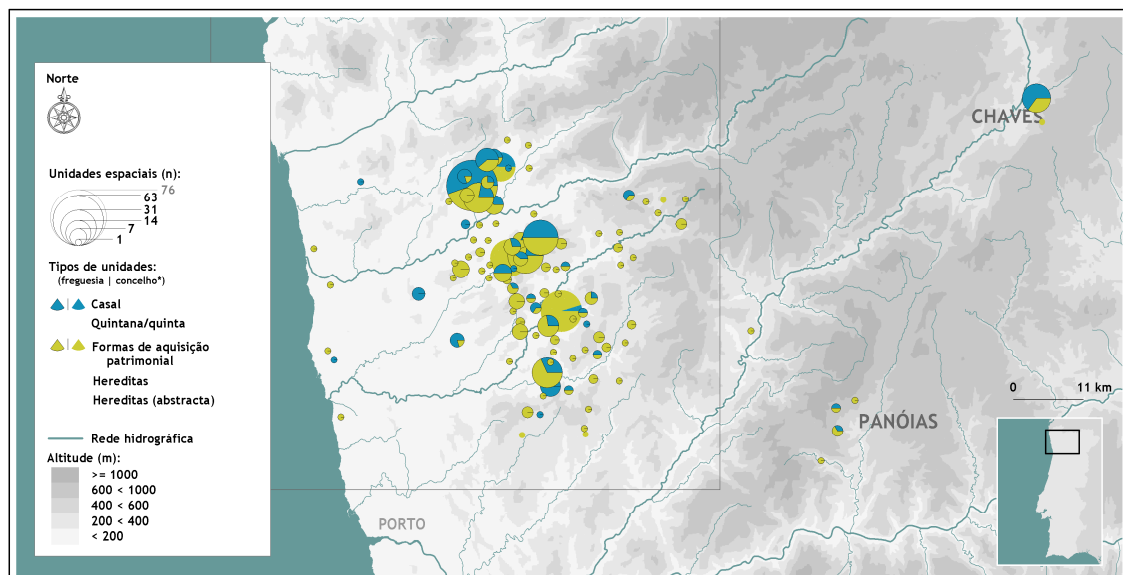 Norte
Unidades espaciais (n):
76
63
31
14
7
1
Tipos de unidades:
(freguesia | concelho*)
Casal
Quintana/quinta
Formas de aquisição
patrimonial
Hereditas
Hereditas (abstracta)
Rede hidrográfica
Altitude (m):
>= 1000
600 < 1000
400 < 600
200 < 400
< 200
CHAVES
PANÓIAS
PORTO
0 11 km